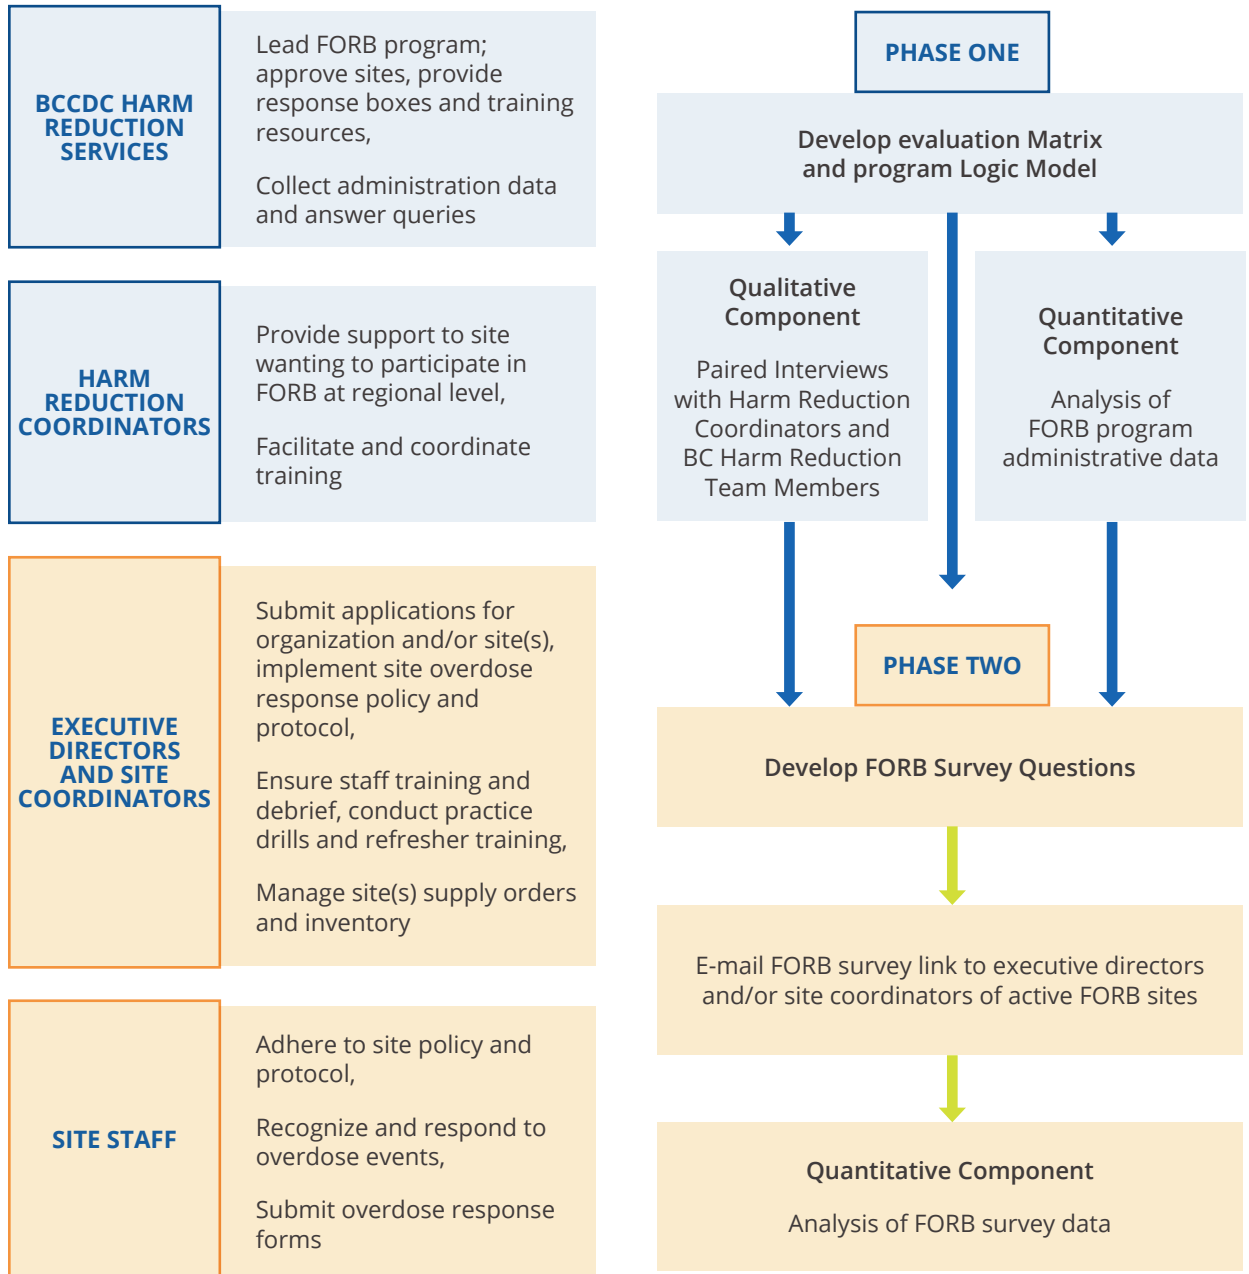 BCCDC HARM
REDUCTION
SERVICES
Lead FORB program;
approve sites, provide
response boxes and training
resources,
Collect administration data
and answer queries
HARM
REDUCTION
COORDINATORS
Provide support to site
wanting to participate in
FORB at regional level,
Facilitate and coordinate
training
EXECUTIVE
DIRECTORS
AND SITE
COORDINATORS
Submit applications for
organization and/or site(s),
implement site overdose
response policy and
protocol,
Ensure staff training and
debrief, conduct practice
drills and refresher training,
Manage site(s) supply orders
and inventory
SITE STAFF
Adhere to site policy and
protocol,
Recognize and respond to
overdose events,
Submit overdose response
forms
PHASE ONE
Develop evaluation Matrix
and program Logic Model
Qualitative
Component
Paired Interviews
with Harm Reduction
Coordinators and
BC Harm Reduction
Team Members
Quantitative
Component
Analysis of
FORB program
administrative data
PHASE TWO
Develop FORB Survey Questions
E-mail FORB survey link to executive directors
and/or site coordinators of active FORB sites
Quantitative Component
Analysis of FORB survey data